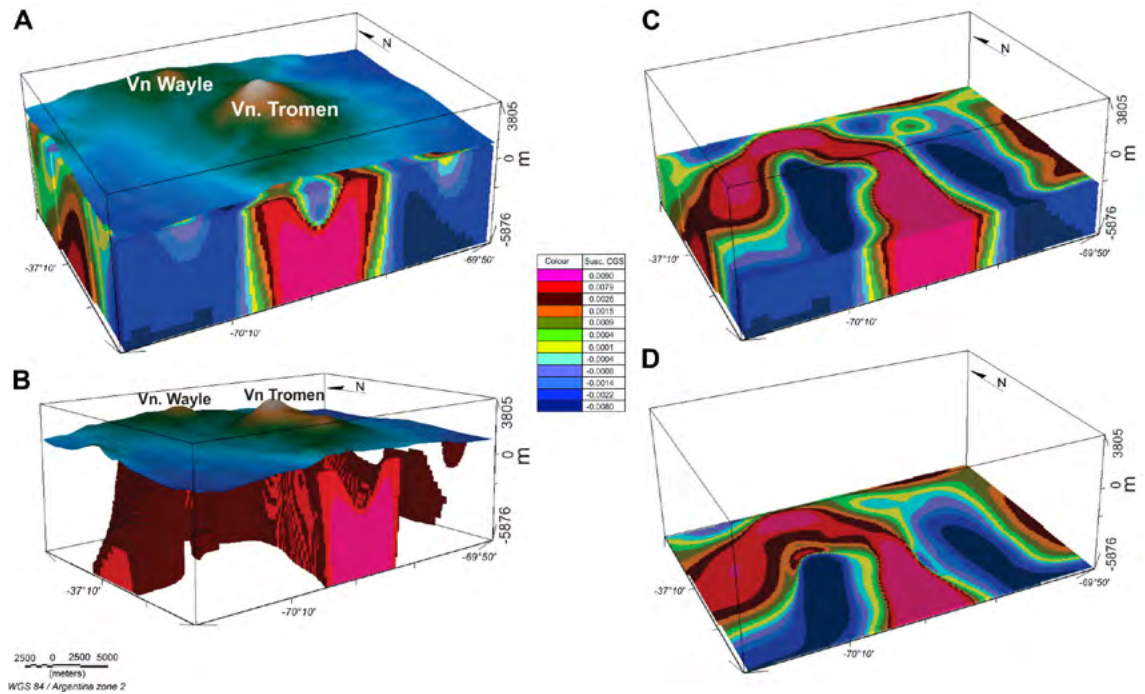 A
N
Vn Wayle
Vn. Tromen
3805
0
m
-5876
-37°10'
-70°10'
-69°50'
B
N
Vn. Wayle
Vn Tromen
3805
0
m
-5876
-37°10'
-70°10'
-69°50'
2500 0 2500 5000
(meters)
WGS 84 / Argentina zone 2
Colour Susc. CGS
0.0090
0.0079
0.0026
0.0015
0.0009
0.0004
0.0001
-0.0004
-0.0008
-0.0014
-0.0022
-0.0080
C
N
3805
0
m
-5876
-37°10'
-70°10'
-69°50'
D
N
3805
0
m
-5876
-37°10'
-70°10'
-69°50'